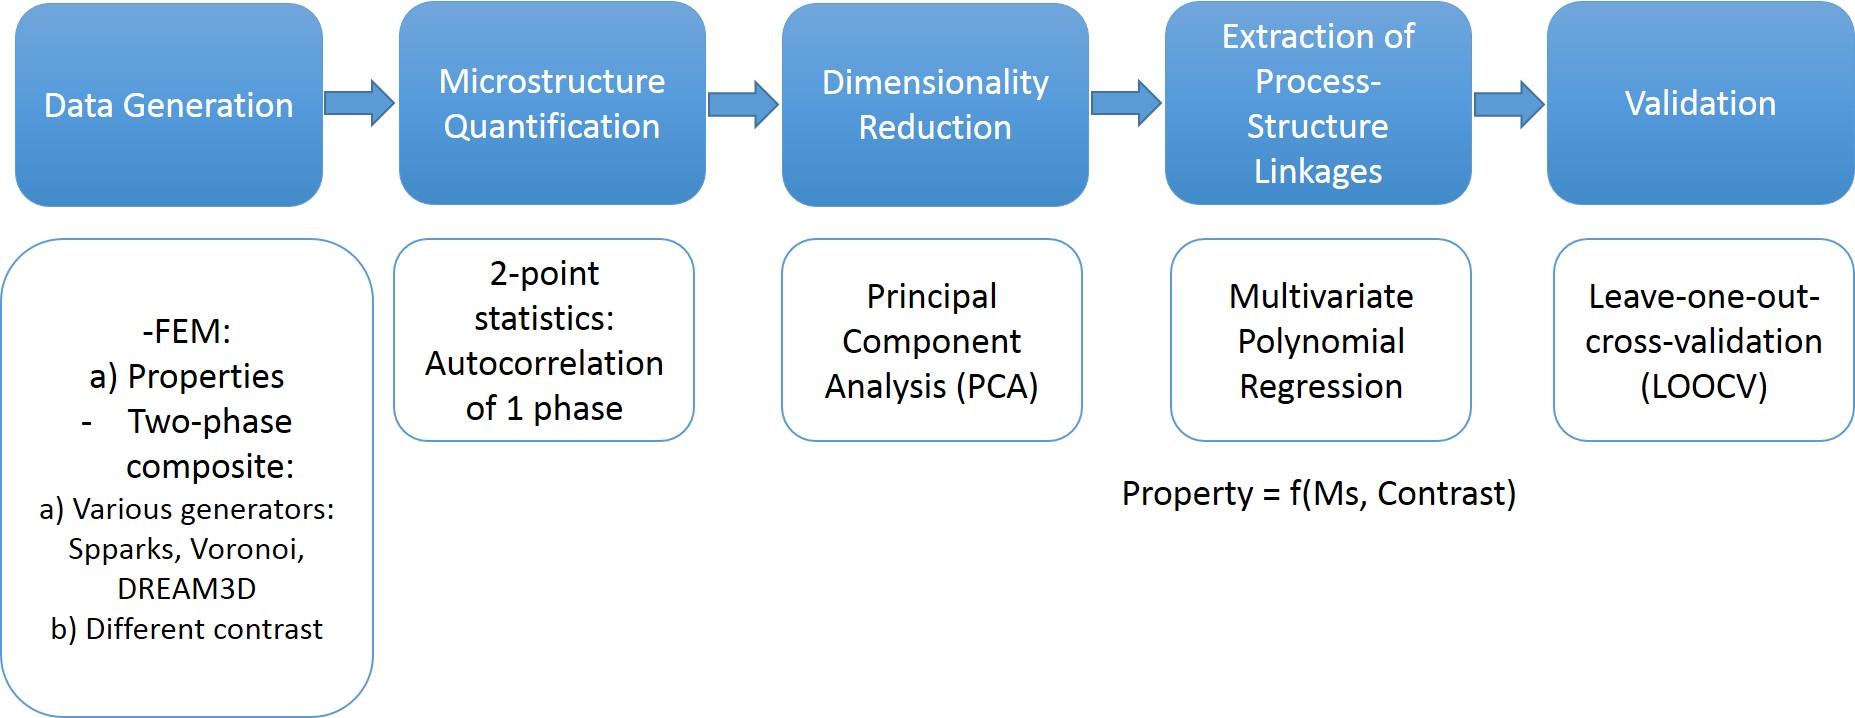 Data Generation
Microstructure
Quantification
Dimensionality
Reduction
Extraction of
Process-
Structure
Linkages
Validation
-FEM:
a) Properties
- Two-phase
composite:
a) Various generators:
Spparks, Voronoi,
DREAM3D
b) Different contrast
2-point
statistics:
Autocorrelation
of 1 phase
Principal
Component
Analysis (PCA)
Multivariate
Polynomial
Regression
Property = f(Ms, Contrast)
Leave-one-out-
cross-validation
(LOOCV)